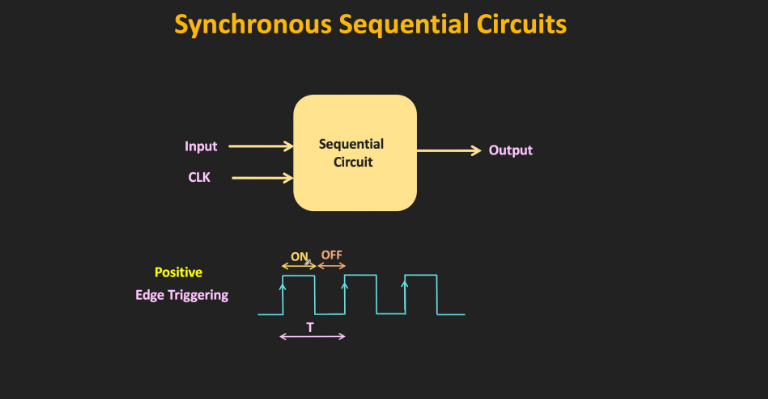 Synchronous Sequential Circuits
Input
CLK
Sequential
Circuit
Output
ON
OFF
Positive
Edge Triggering
T